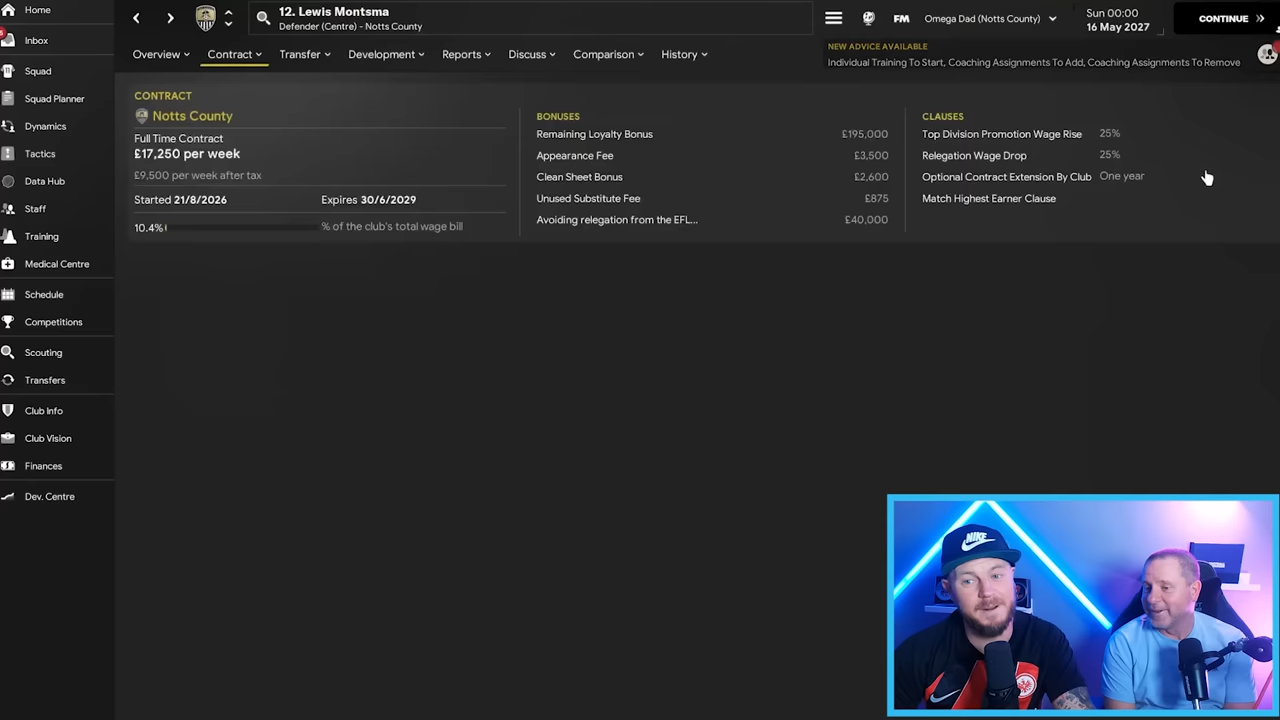 Home
Inbox
Squad
Squad Planner
Dynamics
Tactics
Data Hub
Staff
Training
Medical Centre
Schedule
Competitions
Scouting
Transfers
Club Info
Club Vision
Finances
Dev. Centre
12. Lewis Montsma
Defender (Centre) - Notts County
FM
Omega Dad (Notts County)
Sun 00:00
16 May 2027
CONTINUE
Overview
Contract
Transfer
Development
Reports
Discuss
Comparison
History
NEW ADVICE AVAILABLE
Individual Training To Start, Coaching Assignments To Add, Coaching Assignments To Remove
CONTRACT
Notts County
Full Time Contract
£17,250 per week
£9,500 per week after tax
Started 21/8/2026 Expires 30/6/2029
10.4% % of the club's total wage bill
BONUSES
Remaining Loyalty Bonus £195,000
Appearance Fee £3,500
Clean Sheet Bonus £2,600
Unused Substitute Fee £875
Avoiding relegation from the EFL... £40,000
CLAUSES
Top Division Promotion Wage Rise 25%
Relegation Wage Drop 25%
Optional Contract Extension By Club One year
Match Highest Earner Clause
NIKE